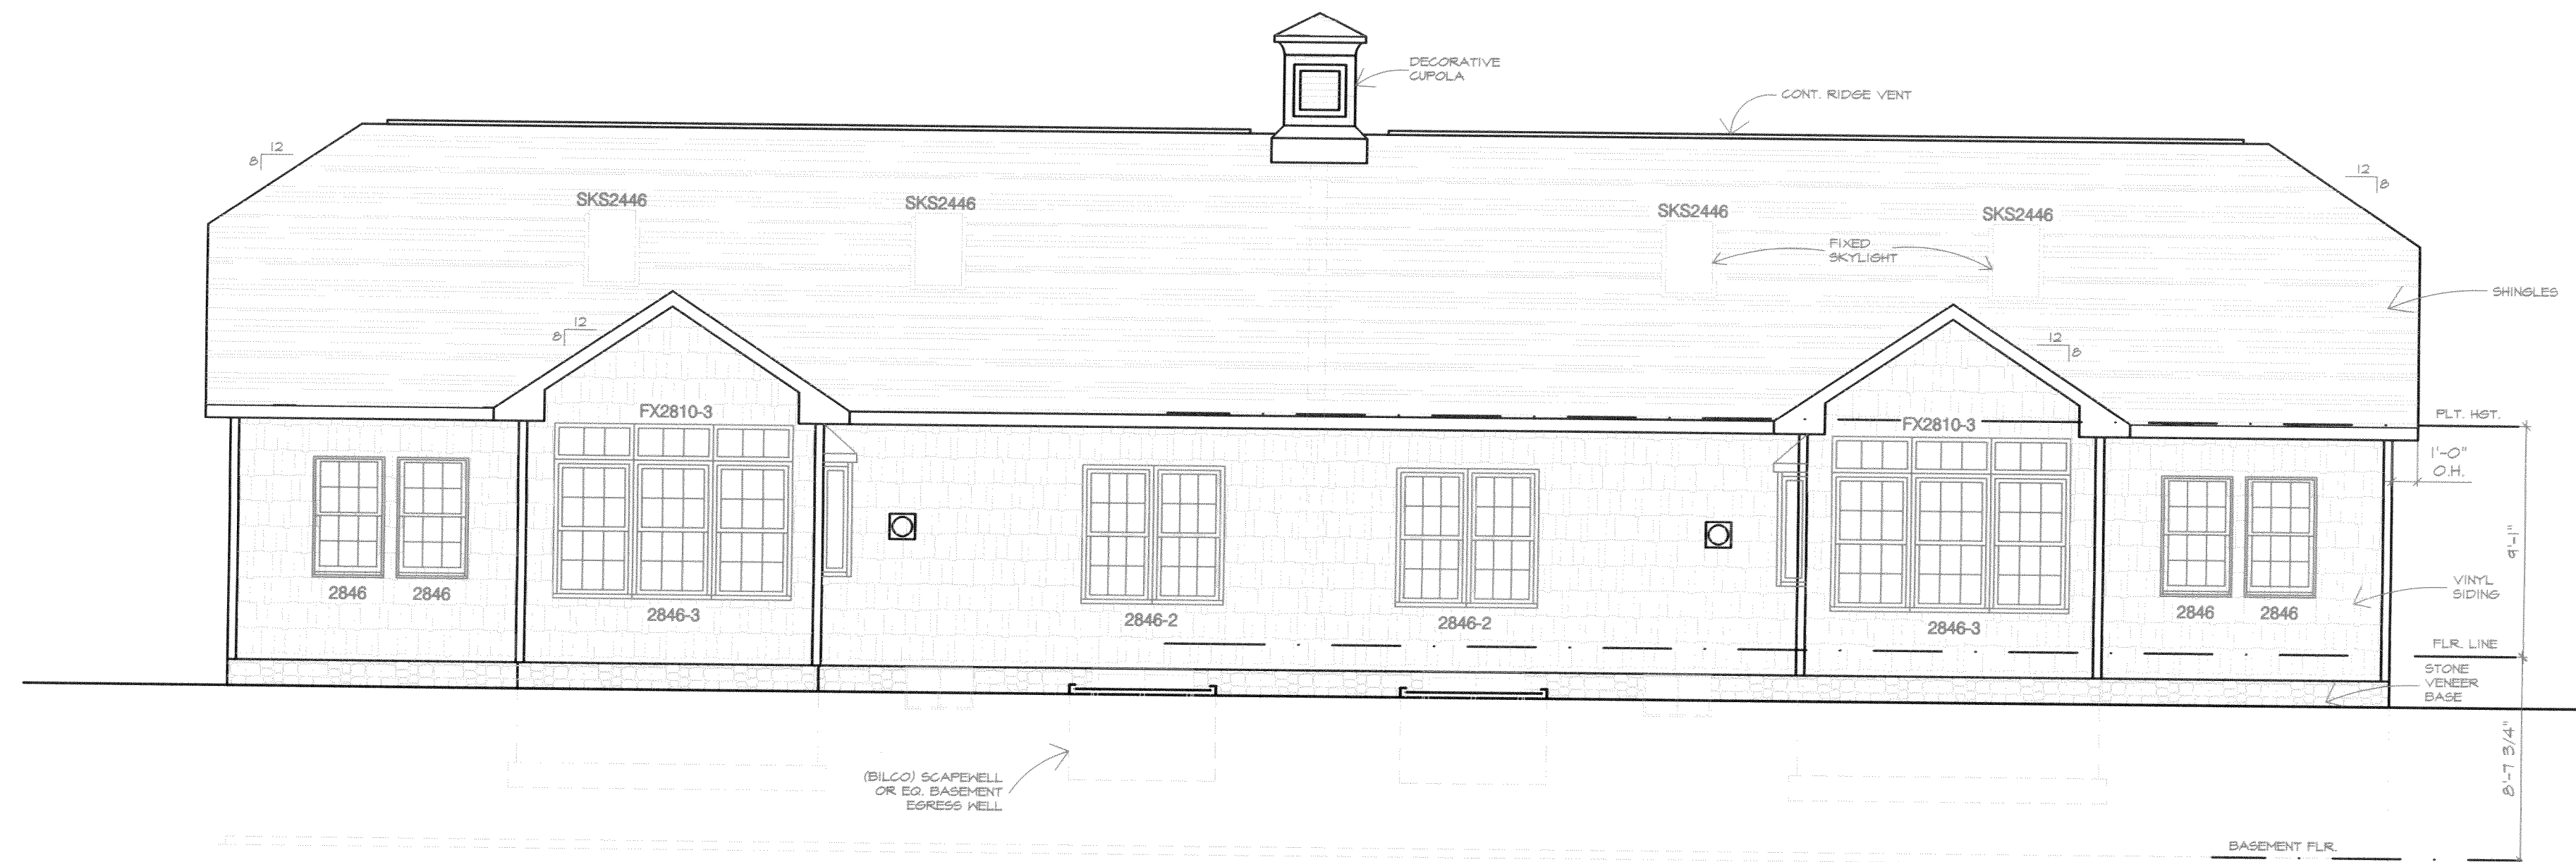 DECORATIVE
CUPOLA
CONT. RIDGE VENT
12
8
12
8
SKS2446
SKS2446
SKS2446
SKS2446
FIXED
SKYLIGHT
SHINGLES
12
8
12
8
FX2810-3
FX2810-3
PLT. HGT.
1'-0"
O.H.
9'-1"
2846
2846
2846-3
2846-2
2846-2
2846-3
2846
2846
VINYL
SIDING
FLR. LINE
STONE
VENEER
BASE
8'-7 3/4"
(BILCO) SCAPEWELL
OR EQ. BASEMENT
EGRESS WELL
BASEMENT FLR.